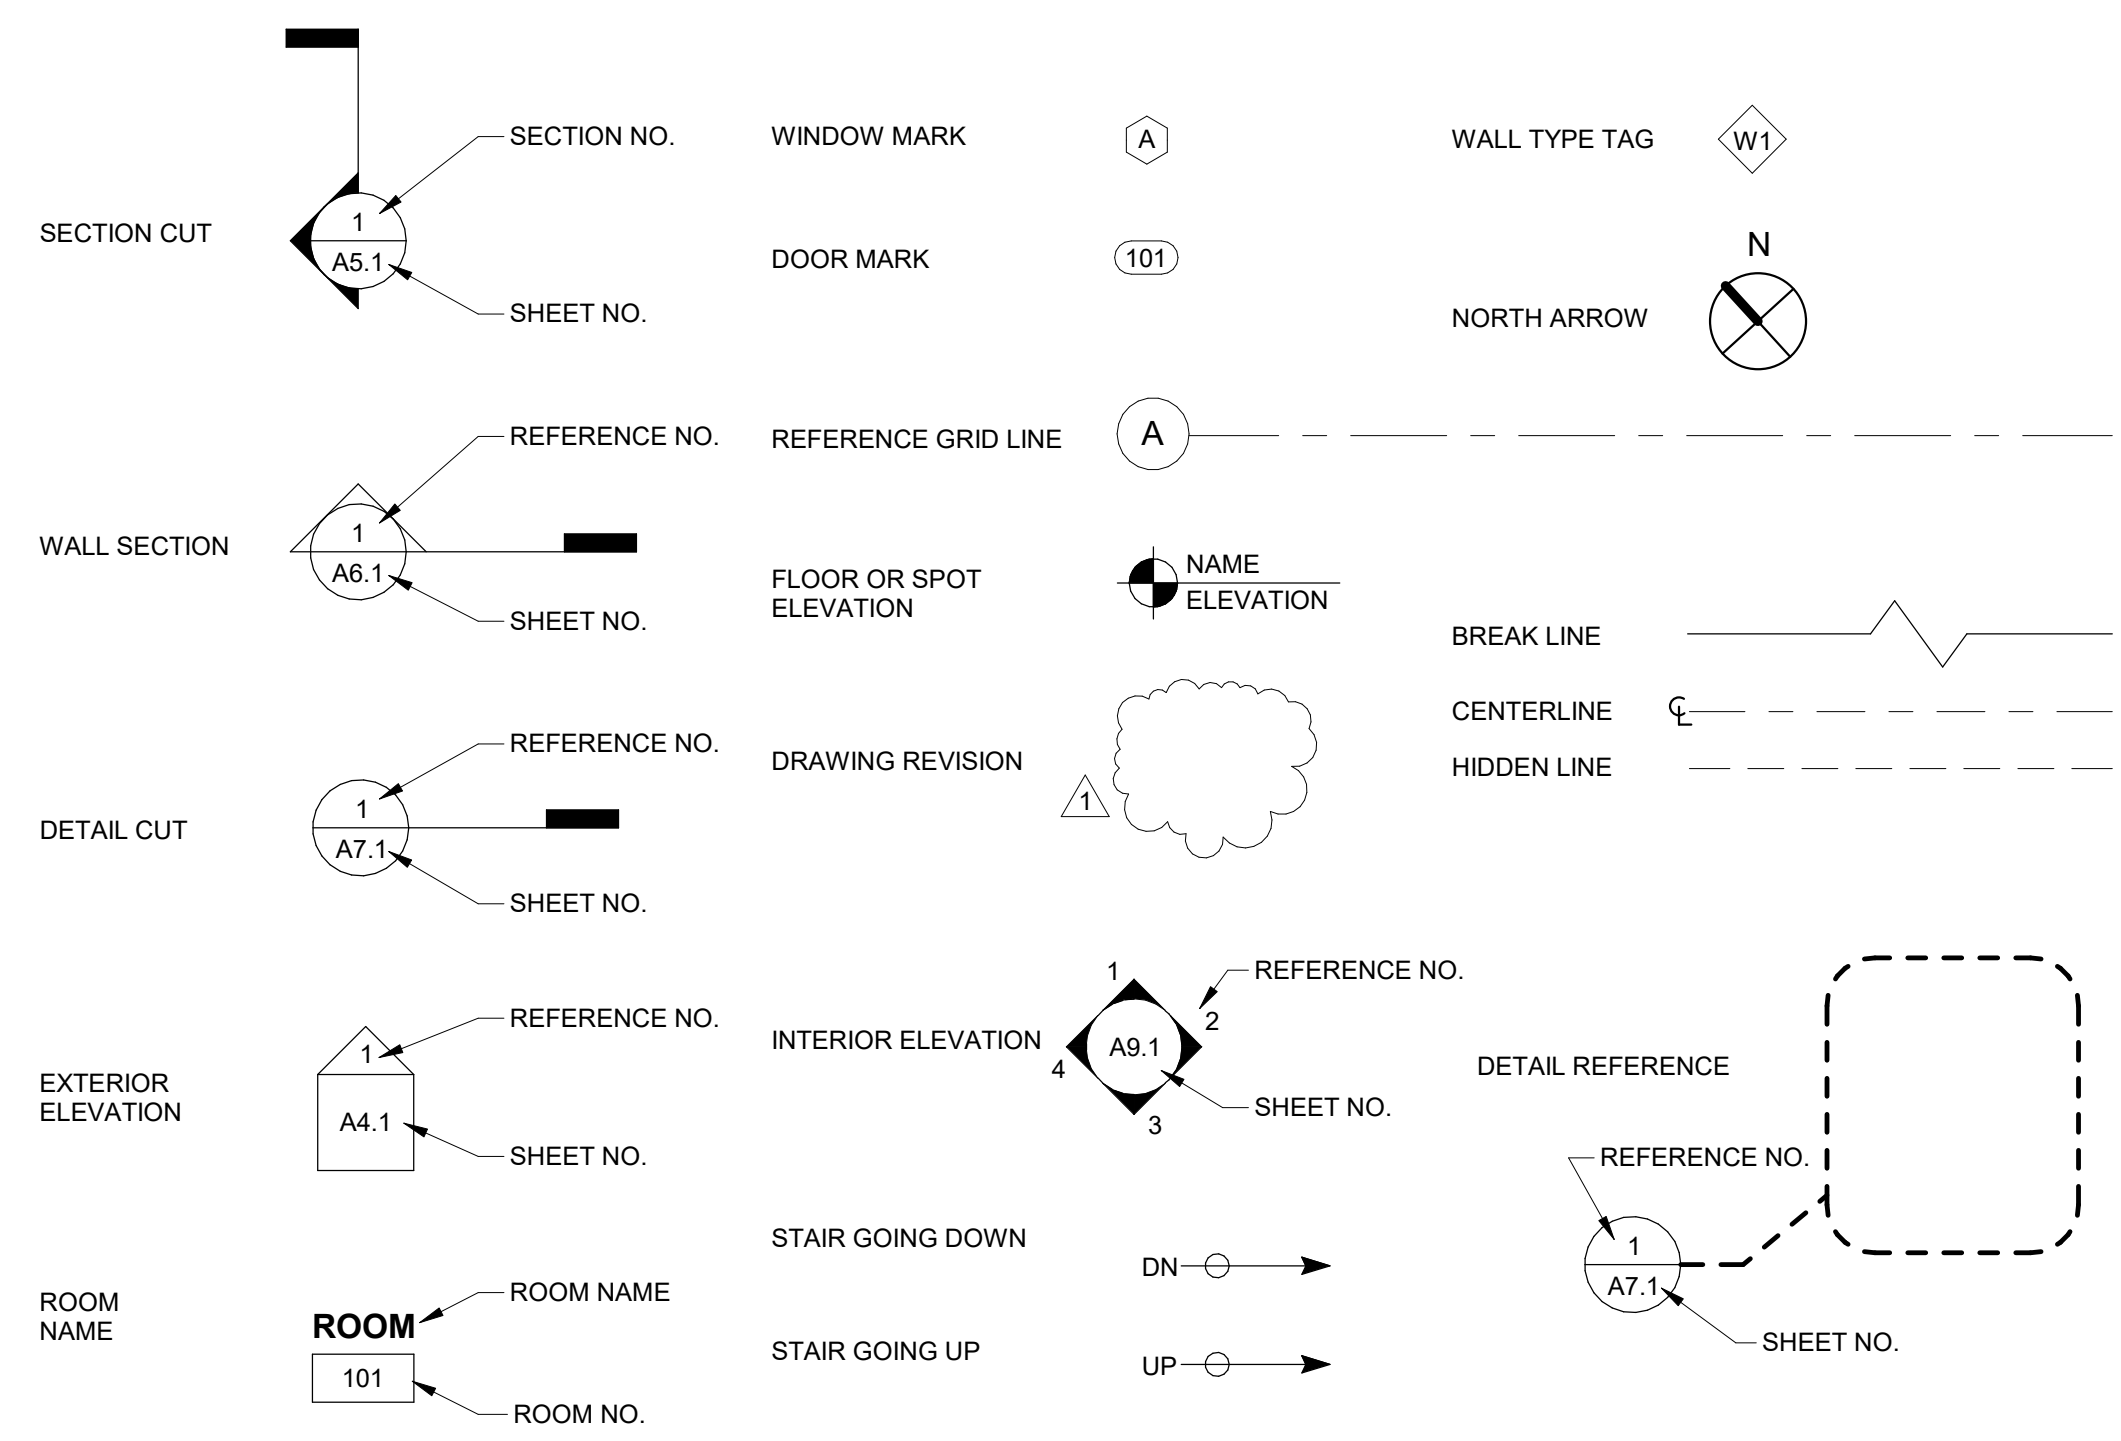 SECTION CUT
1
A5.1
SECTION NO.
SHEET NO.
WALL SECTION
1
A6.1
REFERENCE NO.
SHEET NO.
DETAIL CUT
1
A7.1
REFERENCE NO.
SHEET NO.
EXTERIOR
ELEVATION
1
A4.1
REFERENCE NO.
SHEET NO.
ROOM
NAME
ROOM
101
ROOM NAME
ROOM NO.
WINDOW MARK
A
DOOR MARK
101
REFERENCE GRID LINE
A
FLOOR OR SPOT
ELEVATION
NAME
ELEVATION
DRAWING REVISION
1
INTERIOR ELEVATION
1
2
3
4
A9.1
REFERENCE NO.
SHEET NO.
STAIR GOING DOWN
DN
STAIR GOING UP
UP
WALL TYPE TAG
W1
NORTH ARROW
N
BREAK LINE
CENTERLINE
℄
HIDDEN LINE
DETAIL REFERENCE
REFERENCE NO.
1
A7.1
SHEET NO.